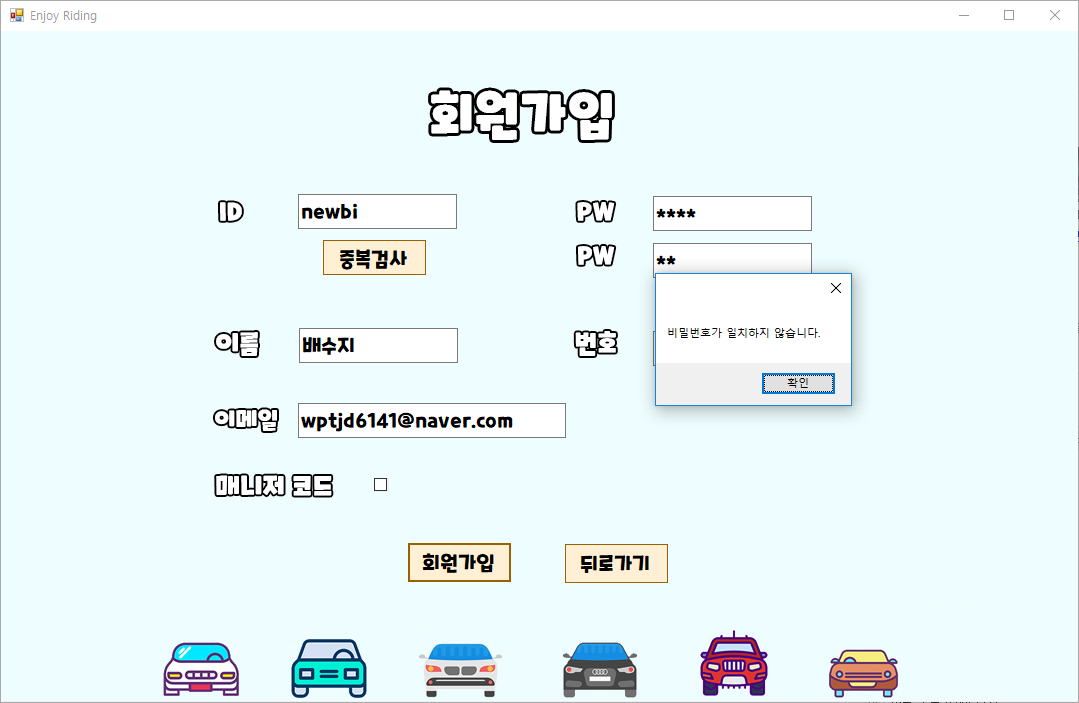 Enjoy Riding
회원가입
ID newbi PW ****
중복검사 PW **
비밀번호가 일치하지 않습니다.
이름 배수지 번호
확인
이메일 wptjd6141@naver.com
매니저 코드
회원가입 뒤로가기